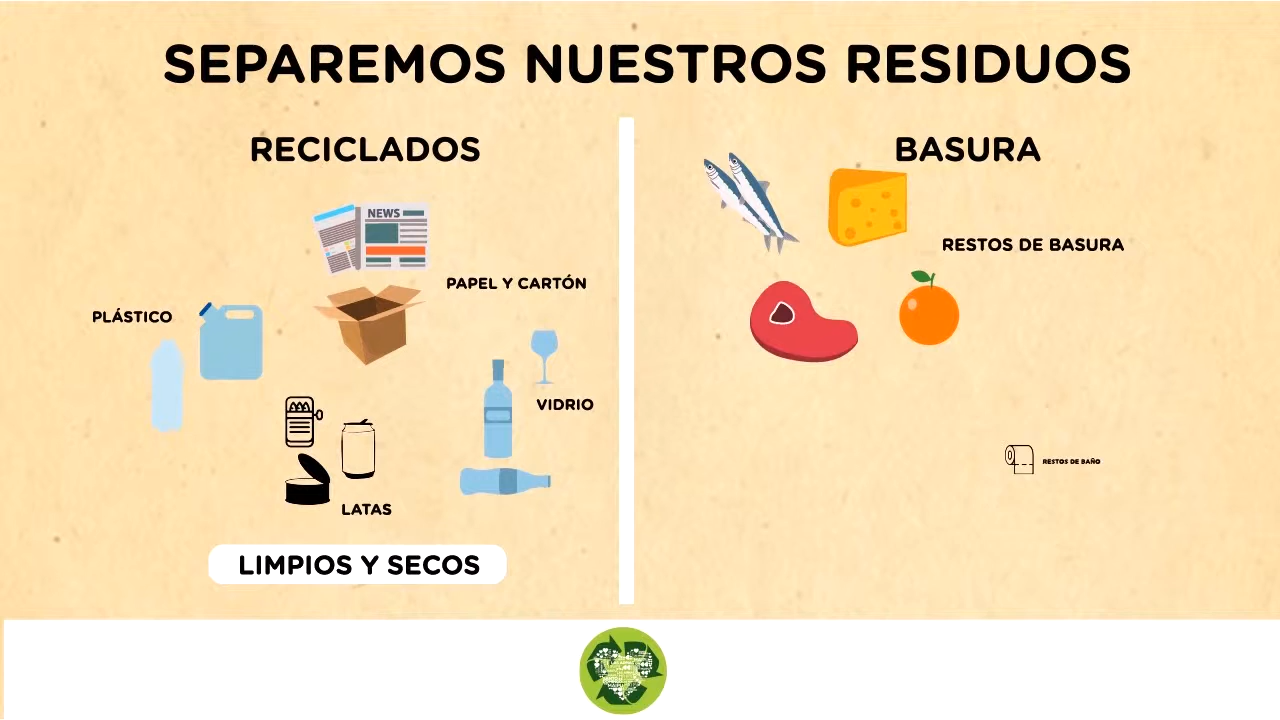 SEPAREMOS NUESTROS RESIDUOS
RECICLADOS
NEWS
PAPEL Y CARTÓN
PLÁSTICO
VIDRIO
LATAS
LIMPIOS Y SECOS
BASURA
RESTOS DE BASURA
RESTOS DE BAÑO